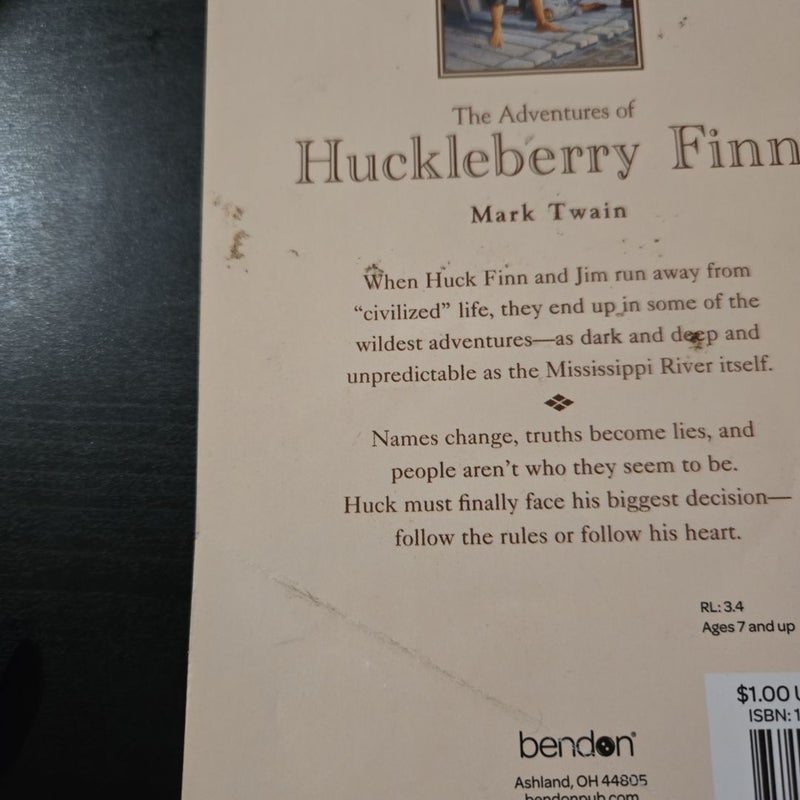 The Adventures of
Huckleberry Finn
Mark Twain
When Huck Finn and Jim run away from
“civilized” life, they end up in some of the
wildest adventures—as dark and deep and
unpredictable as the Mississippi River itself.
Names change, truths become lies, and
people aren’t who they seem to be.
Huck must finally face his biggest decision—
follow the rules or follow his heart.
RL: 3.4
Ages 7 and up
$1.00 U
ISBN: 1
bendon®
Ashland, OH 44805
bendonpub.com